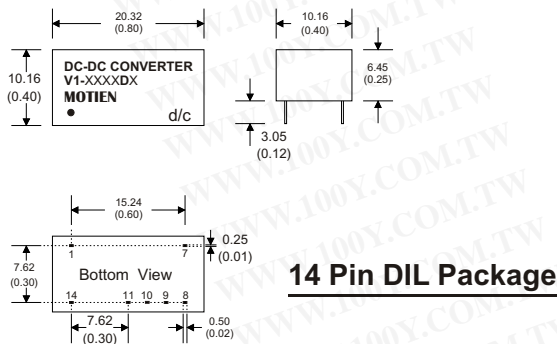 20.32
(0.80)
10.16
(0.40)
DC-DC CONVERTER
V1-XXXXDX
MOTIEN
d/c
10.16
(0.40)
6.45
(0.25)
3.05
(0.12)
15.24
(0.60)
0.25
(0.01)
1
7
7.62
(0.30)
Bottom View
14 11 10 9 8
7.62
(0.30)
0.50
(0.02)
14 Pin DIL Package
WWW.100Y.COM.TW